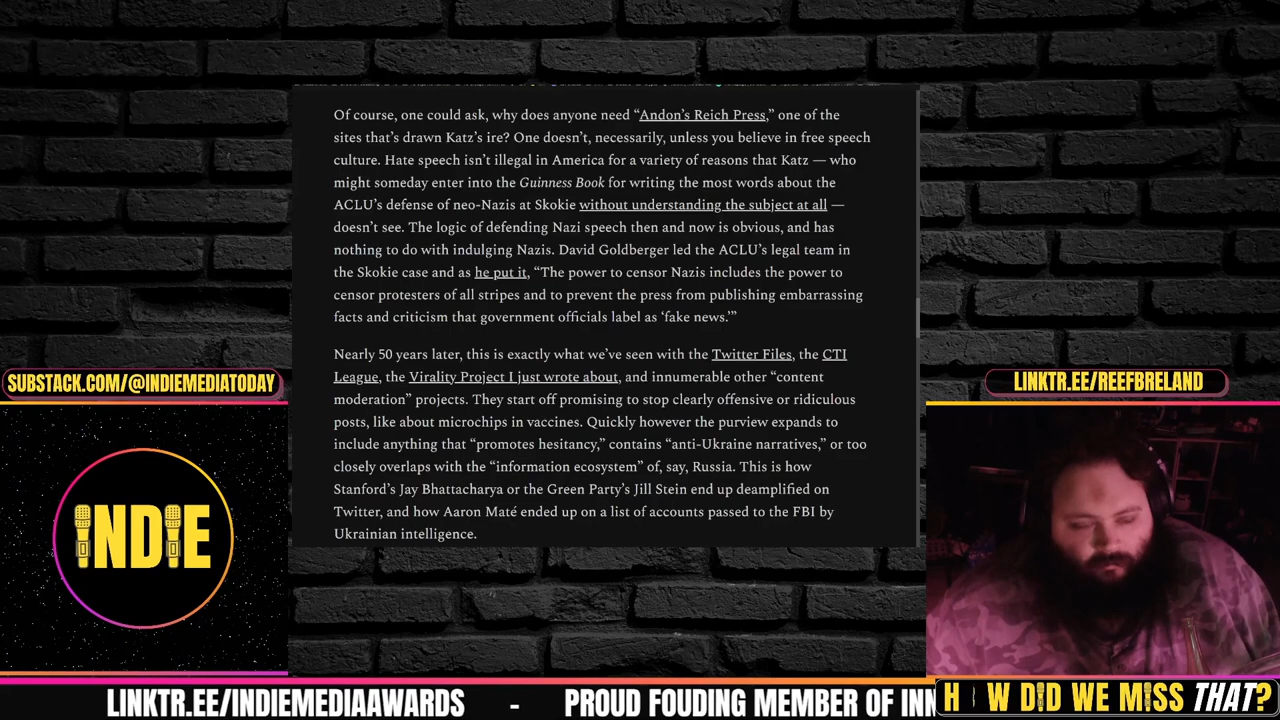 Of course, one could ask, why does anyone need “Andon’s Reich Press,” one of the
sites that’s drawn Katz’s ire? One doesn’t, necessarily, unless you believe in free speech
culture. Hate speech isn’t illegal in America for a variety of reasons that Katz — who
might someday enter into the Guinness Book for writing the most words about the
ACLU’s defense of neo-Nazis at Skokie without understanding the subject at all —
doesn’t see. The logic of defending Nazi speech then and now is obvious, and has
nothing to do with indulging Nazis. David Goldberger led the ACLU’s legal team in
the Skokie case and as he put it, “The power to censor Nazis includes the power to
censor protesters of all stripes and to prevent the press from publishing embarrassing
facts and criticism that government officials label as ‘fake news.’”
Nearly 50 years later, this is exactly what we’ve seen with the Twitter Files, the CTI
League, the Virality Project I just wrote about, and innumerable other “content
moderation” projects. They start off promising to stop clearly offensive or ridiculous
posts, like about microchips in vaccines. Quickly however the purview expands to
include anything that “promotes hesitancy,” contains “anti-Ukraine narratives,” or too
closely overlaps with the “information ecosystem” of, say, Russia. This is how
Stanford’s Jay Bhattacharya or the Green Party’s Jill Stein end up deamplified on
Twitter, and how Aaron Maté ended up on a list of accounts passed to the FBI by
Ukrainian intelligence.
SUBSTACK.COM/@INDIEMEDIATODAY
LINKTR.EE/REEFBRELAND
INDIE
LINKTR.EE/INDIEMEDIAAWARDS - PROUD FOUDING MEMBER OF
HOW DID WE MISS THAT?